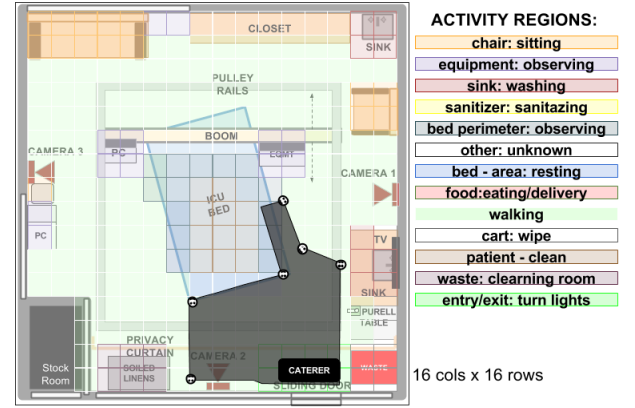 CLOSET
SINK
PULLEY
RAILS
BOOM
PC
EQMT
CAMERA 3
CAMERA 1
ICU
BED
PC
TV
SINK
PURELL
TABLE
PRIVACY
CURTAIN
CAMERA 2
Stock
Room
SOILED
LINENS
CATERER
WASTE
SLIDING DOOR
ACTIVITY REGIONS:
chair: sitting
equipment: observing
sink: washing
sanitizer: sanitazing
bed perimeter: observing
other: unknown
bed - area: resting
food:eating/delivery
walking
cart: wipe
patient - clean
waste: clearning room
entry/exit: turn lights
16 cols x 16 rows